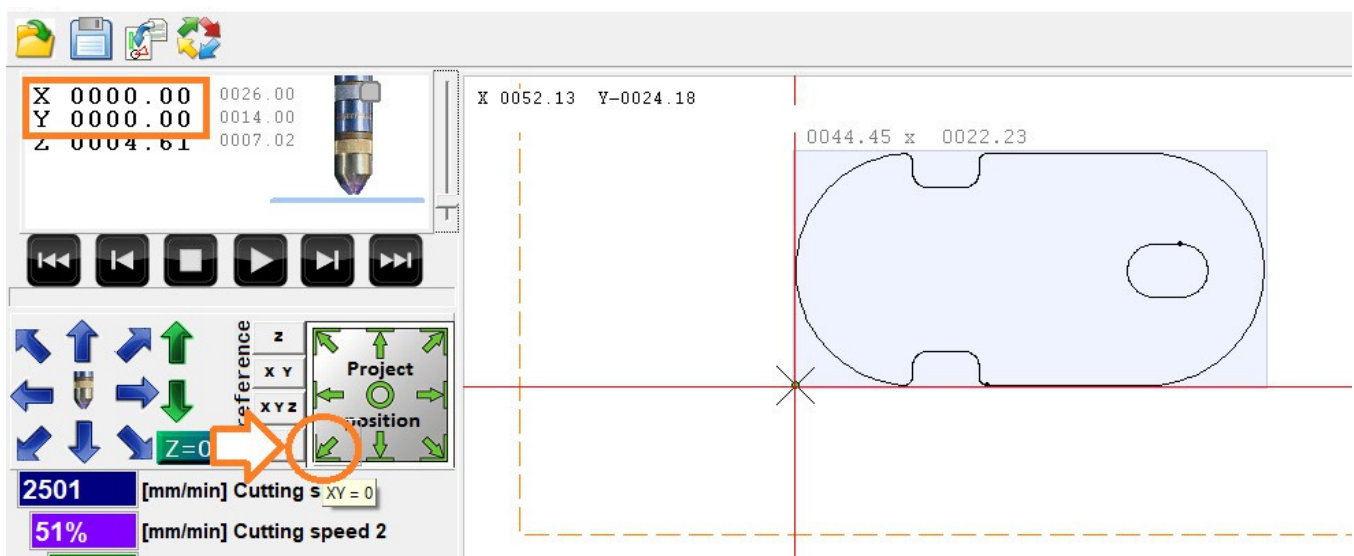 X 0000.00 0026.00
Y 0000.00 0014.00
Z 0004.61 0007.02
X 0052.13 Y-0024.18
0044.45 x 0022.23
Z
X Y
X Y Z
Project
position
Z=0
2501 [mm/min] Cutting s
XY = 0
51% [mm/min] Cutting speed 2